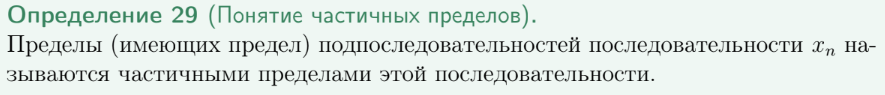 Определение 29 (Понятие частичных пределов).
Пределы (имеющих предел) подпоследовательностей последовательности xₙ на-
зываются частичными пределами этой последовательности.